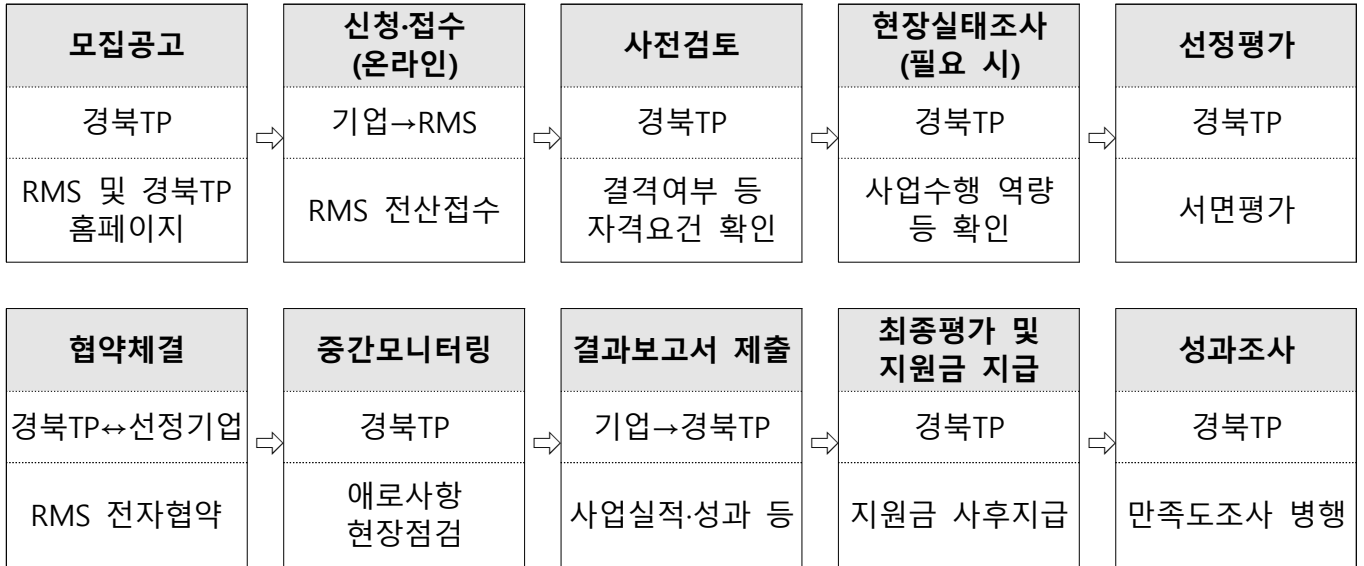 모집공고
경북TP
RMS 및 경북TP
홈페이지
⇨
신청·접수
(온라인)
기업→RMS
RMS 전산접수
⇨
사전검토
경북TP
결격여부 등
자격요건 확인
⇨
현장실태조사
(필요 시)
경북TP
사업수행 역량
등 확인
⇨
선정평가
경북TP
서면평가
협약체결
경북TP↔선정기업
RMS 전자협약
⇨
중간모니터링
경북TP
애로사항
현장점검
⇨
결과보고서 제출
기업→경북TP
사업실적·성과 등
⇨
최종평가 및
지원금 지급
경북TP
지원금 사후지급
⇨
성과조사
경북TP
만족도조사 병행